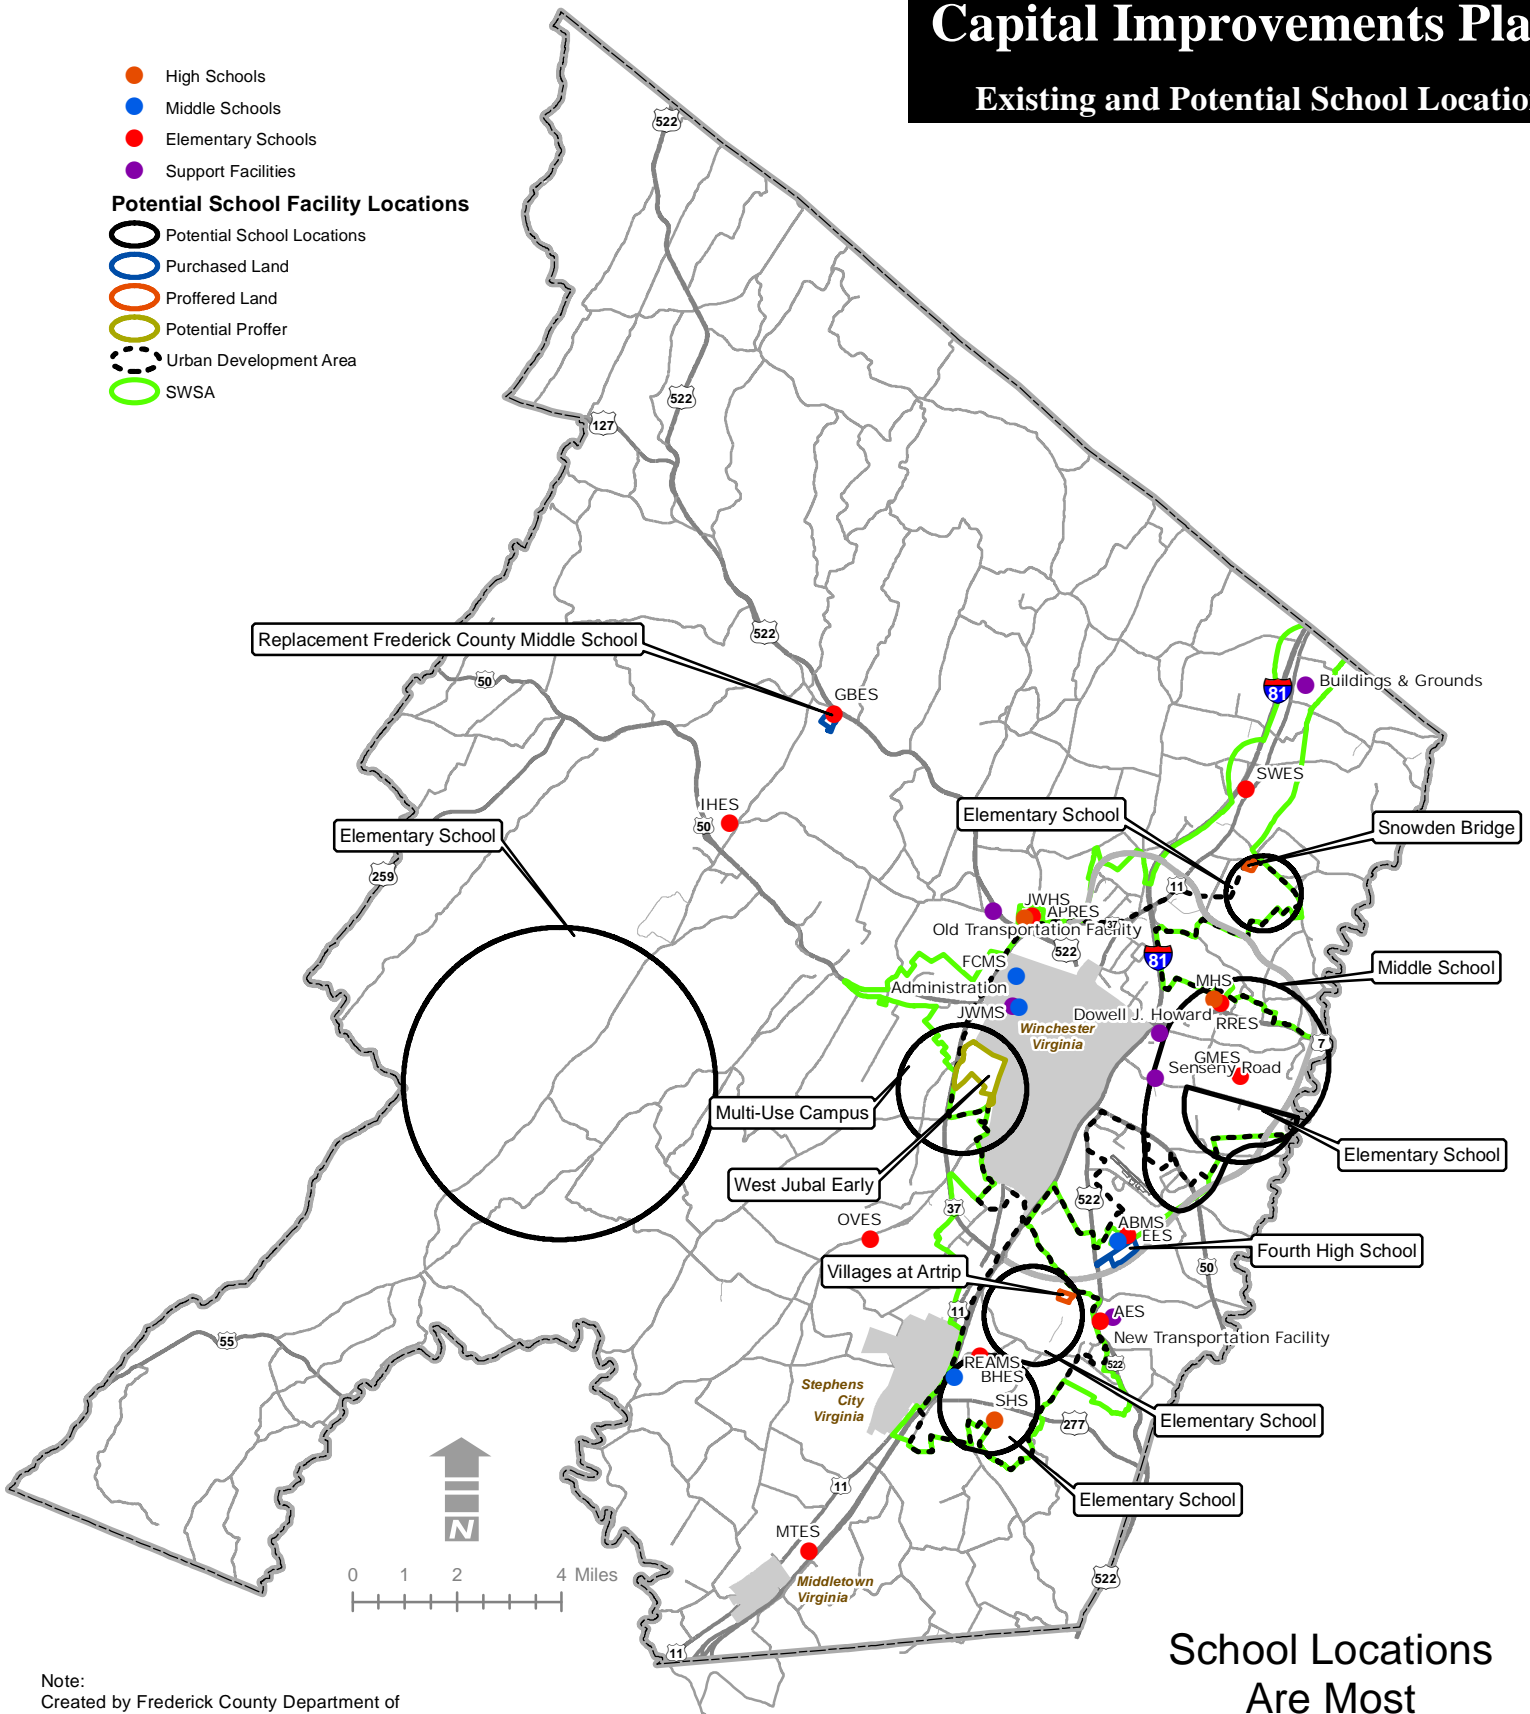 Capital Improvements Pla
Existing and Potential School Location
High Schools
Middle Schools
Elementary Schools
Support Facilities
Potential School Facility Locations
Potential School Locations
Purchased Land
Proffered Land
Potential Proffer
Urban Development Area
SWSA
522
522
127
522
Replacement Frederick County Middle School
50
GBES
81
Buildings & Grounds
SWES
IHES
50
Elementary School
Elementary School
Snowden Bridge
259
11
JWHS
APRES
37
Old Transportation Facility
522
81
FCMS
Middle School
MHS
Administration
JWMS
Dowell J. Howard
RRES
Winchester
Virginia
7
GMES
Senseny Road
Multi-Use Campus
Elementary School
West Jubal Early
522
37
OVES
ABMS
EES
Fourth High School
50
Villages at Artrip
11
AES
New Transportation Facility
55
522
REAMS
BHES
Stephens
City
Virginia
SHS
277
Elementary School
11
Elementary School
N
MTES
0 1 2 4 Miles
Middletown
Virginia
522
11
School Locations
Are Most
Note:
Created by Frederick County Department of